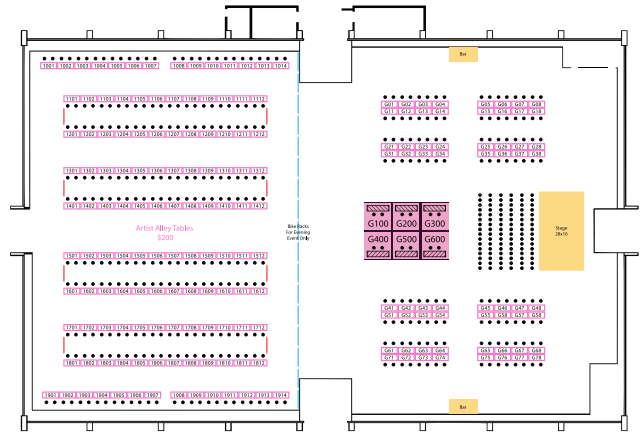 Bar
1001 1002 1003 1004 1005 1006 1007
1008 1009 1010 1011 1012 1013 1014
1101 1102 1103 1104 1105 1106 1107 1108 1109 1110 1111 1112
G01 G02 G03 G04
G05 G06 G07 G08
G11 G12 G13 G14
G15 G16 G17 G18
1201 1202 1203 1204 1205 1206 1207 1208 1209 1210 1211 1212
G21 G22 G23 G24
G25 G26 G27 G28
G31 G32 G33 G34
G35 G36 G37 G38
1301 1302 1303 1304 1305 1306 1307 1308 1309 1310 1311 1312
1401 1402 1403 1404 1405 1406 1407 1408 1409 1410 1411 1412
G100 G200 G300
Artist Alley Tables
$200
Bike Racks
For Evening
Event Only
Stage
28x16
G400 G500 G600
1501 1502 1503 1504 1505 1506 1507 1508 1509 1510 1511 1512
1601 1602 1603 1604 1605 1606 1607 1608 1609 1610 1611 1612
G41 G42 G43 G44
G45 G46 G47 G48
G51 G52 G53 G54
G55 G56 G57 G58
1701 1702 1703 1704 1705 1706 1707 1708 1709 1710 1711 1712
G61 G62 G63 G64
G65 G66 G67 G68
G71 G72 G73 G74
G75 G76 G77 G78
1801 1802 1803 1804 1805 1806 1807 1808 1809 1810 1811 1812
1901 1902 1903 1904 1905 1906 1907
1908 1909 1910 1911 1912 1913 1914
Bar